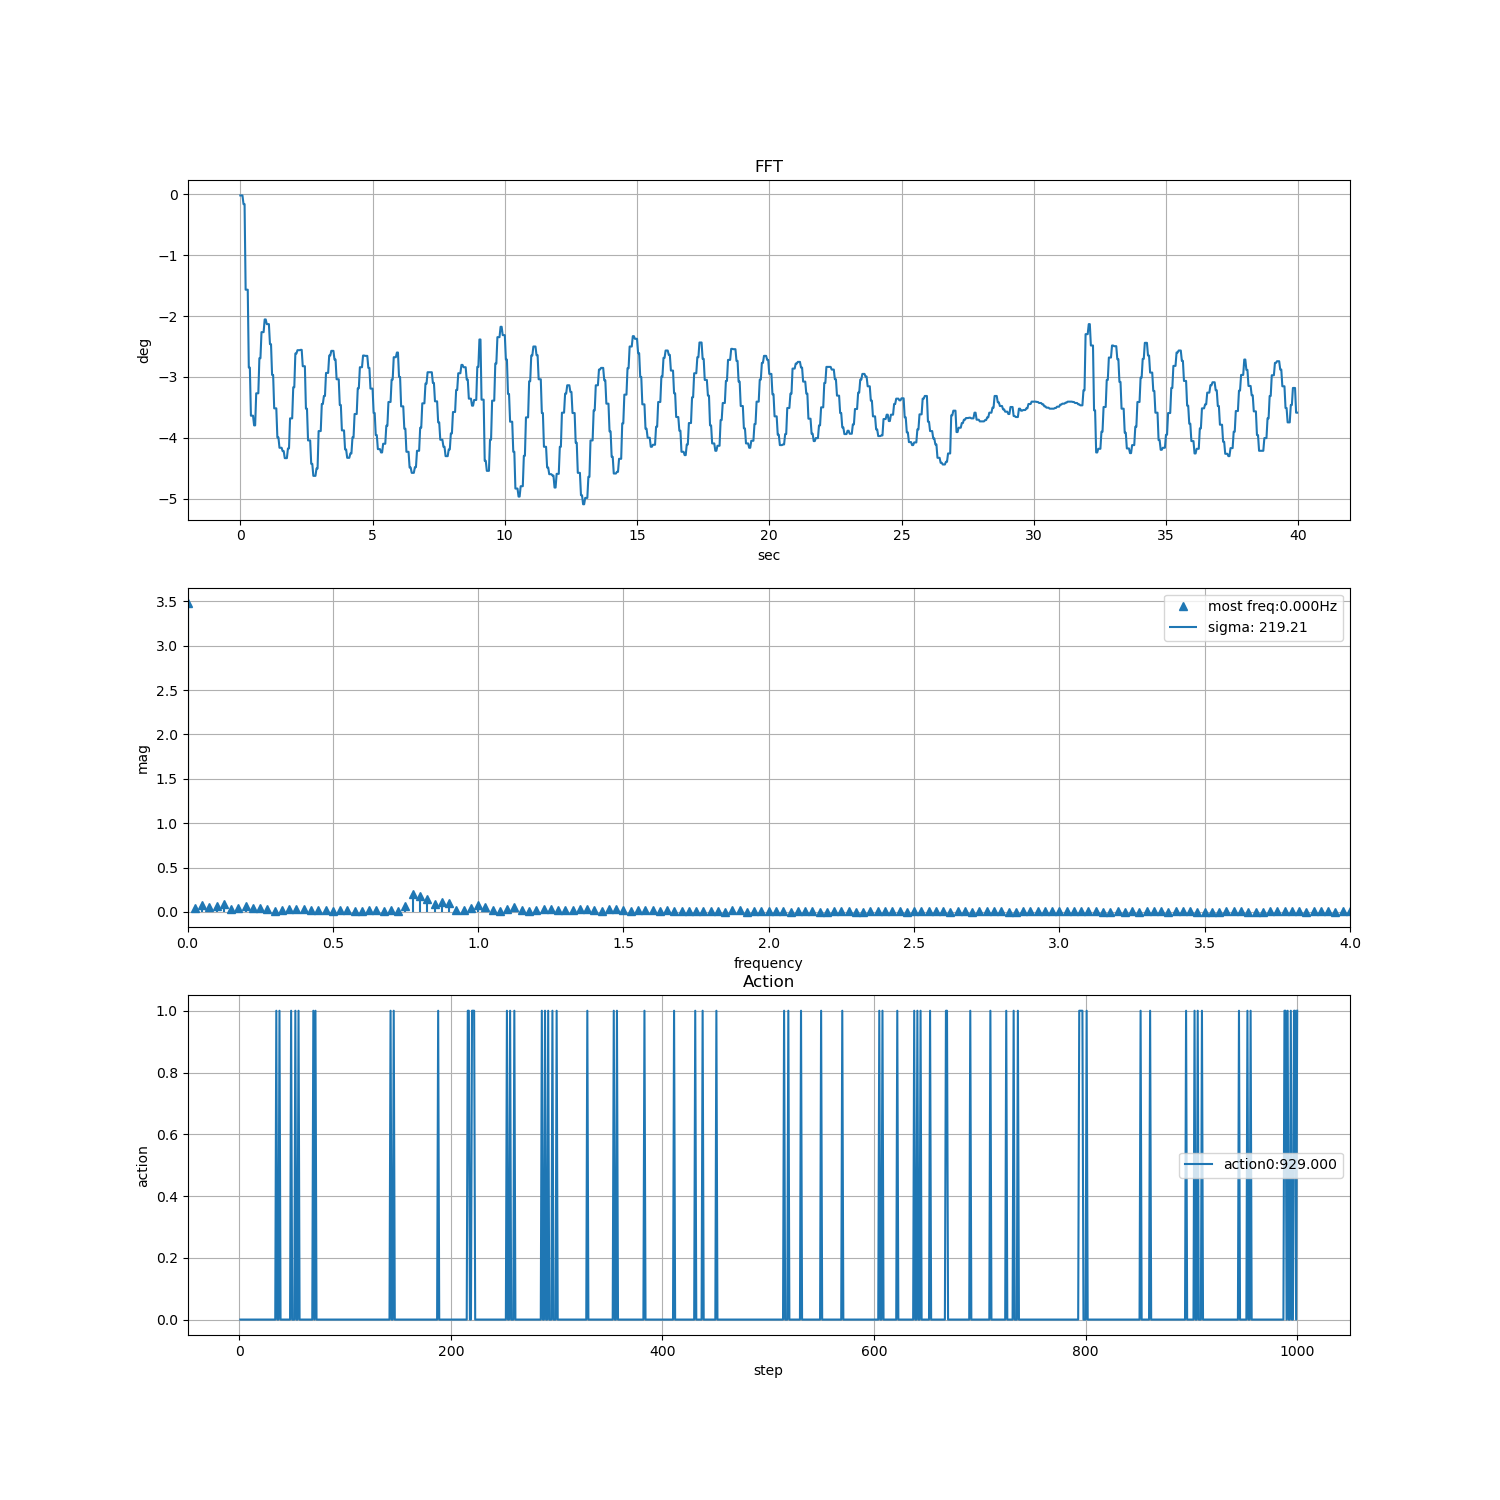 FFT
0
−1
−2
−3
−4
−5
deg
0 5 10 15 20 25 30 35 40
sec
3.5
3.0
2.5
2.0
1.5
1.0
0.5
0.0
mag
most freq:0.000Hz
sigma: 219.21
0.0 0.5 1.0 1.5 2.0 2.5 3.0 3.5 4.0
frequency
Action
1.0
0.8
0.6
0.4
0.2
0.0
action
action0:929.000
0 200 400 600 800 1000
step